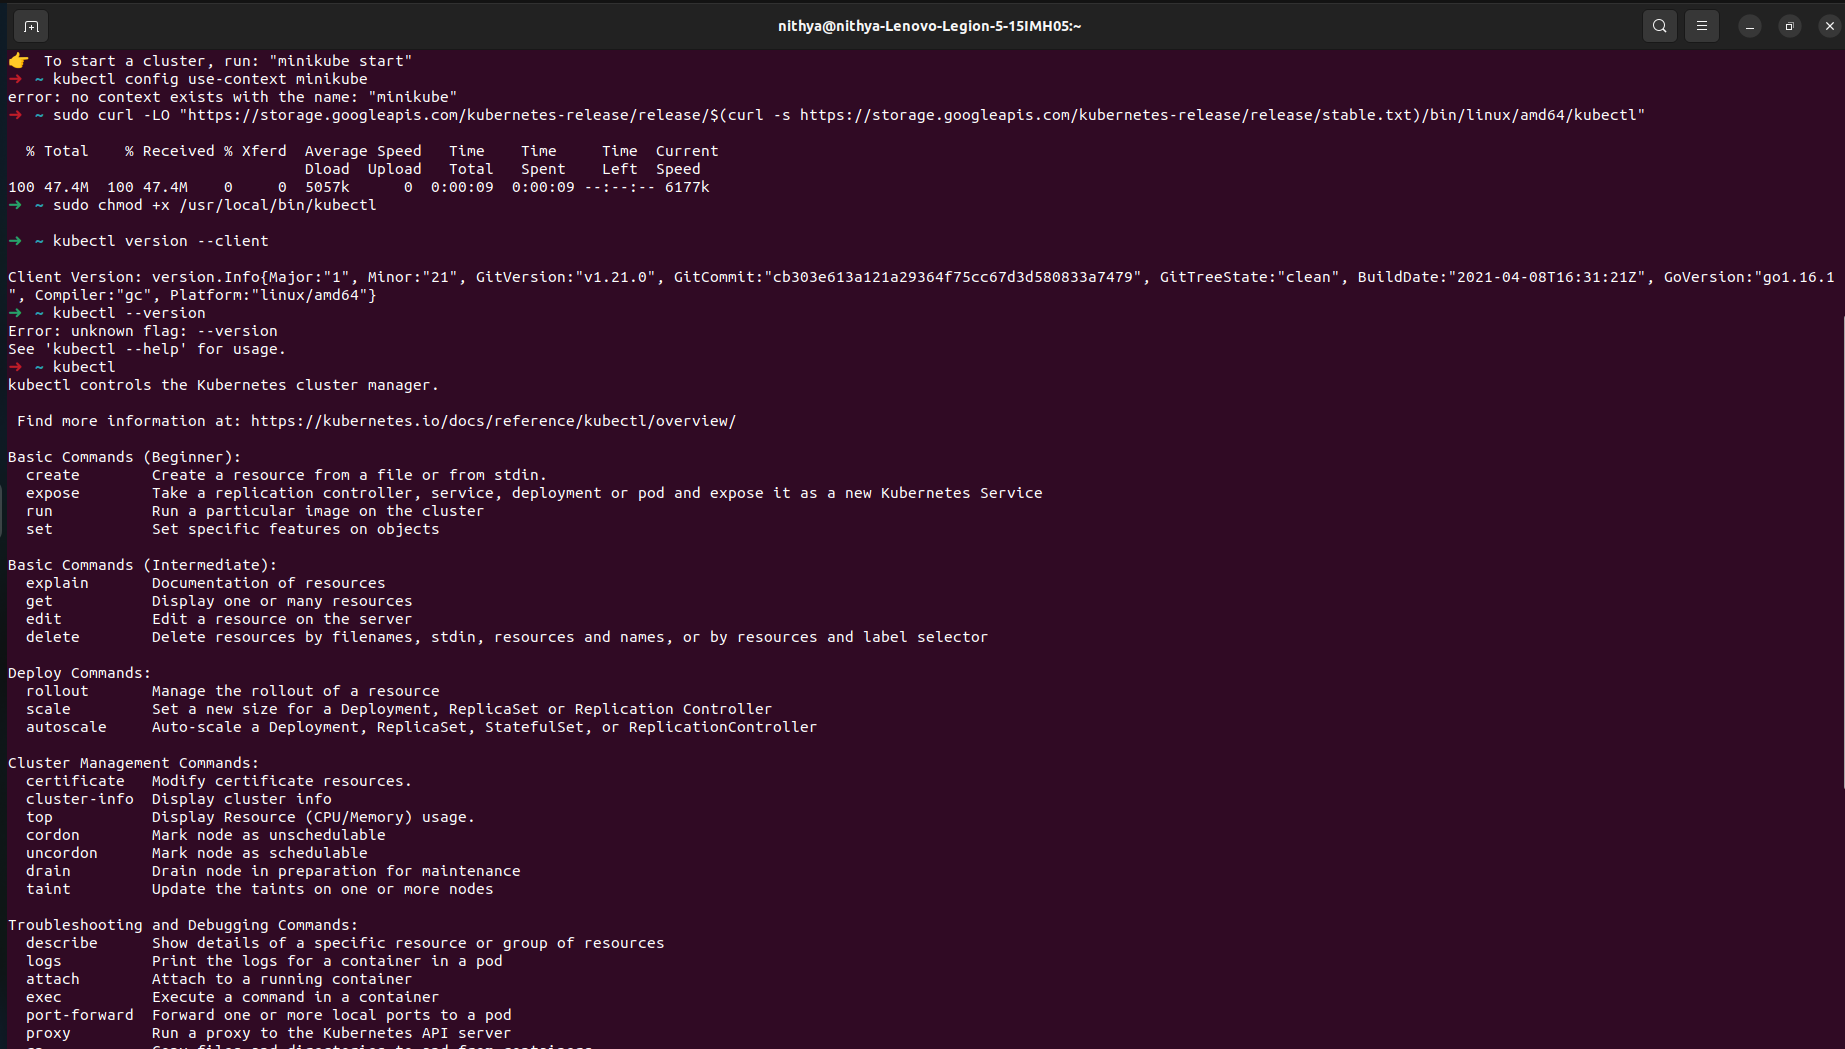 nithya@nithya-Lenovo-Legion-5-15IMH05:~
👉  To start a cluster, run: "minikube start"
➜  ~ kubectl config use-context minikube
error: no context exists with the name: "minikube"
➜  ~ sudo curl -LO "https://storage.googleapis.com/kubernetes-release/release/$(curl -s https://storage.googleapis.com/kubernetes-release/release/stable.txt)/bin/linux/amd64/kubectl"
  % Total    % Received % Xferd  Average Speed   Time    Time     Time  Current
                                 Dload  Upload   Total   Spent    Left  Speed
100 47.4M  100 47.4M    0     0  5057k      0  0:00:09  0:00:09 --:--:-- 6177k
➜  ~ sudo chmod +x /usr/local/bin/kubectl
➜  ~ kubectl version --client
Client Version: version.Info{Major:"1", Minor:"21", GitVersion:"v1.21.0", GitCommit:"cb303e613a121a29364f75cc67d3d580833a7479", GitTreeState:"clean", BuildDate:"2021-04-08T16:31:21Z", GoVersion:"go1.16.1
", Compiler:"gc", Platform:"linux/amd64"}
➜  ~ kubectl --version
Error: unknown flag: --version
See 'kubectl --help' for usage.
➜  ~ kubectl
kubectl controls the Kubernetes cluster manager.
 Find more information at: https://kubernetes.io/docs/reference/kubectl/overview/
Basic Commands (Beginner):
  create        Create a resource from a file or from stdin.
  expose        Take a replication controller, service, deployment or pod and expose it as a new Kubernetes Service
  run           Run a particular image on the cluster
  set           Set specific features on objects
Basic Commands (Intermediate):
  explain       Documentation of resources
  get           Display one or many resources
  edit          Edit a resource on the server
  delete        Delete resources by filenames, stdin, resources and names, or by resources and label selector
Deploy Commands:
  rollout       Manage the rollout of a resource
  scale         Set a new size for a Deployment, ReplicaSet or Replication Controller
  autoscale     Auto-scale a Deployment, ReplicaSet, StatefulSet, or ReplicationController
Cluster Management Commands:
  certificate   Modify certificate resources.
  cluster-info  Display cluster info
  top           Display Resource (CPU/Memory) usage.
  cordon        Mark node as unschedulable
  uncordon      Mark node as schedulable
  drain         Drain node in preparation for maintenance
  taint         Update the taints on one or more nodes
Troubleshooting and Debugging Commands:
  describe      Show details of a specific resource or group of resources
  logs          Print the logs for a container in a pod
  attach        Attach to a running container
  exec          Execute a command in a container
  port-forward  Forward one or more local ports to a pod
  proxy         Run a proxy to the Kubernetes API server